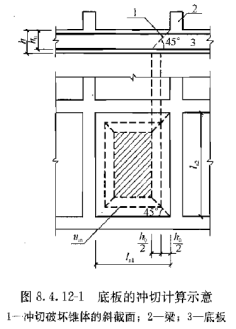 1
2
45°
3
h
h₀
uₘ
45°
lₙ₂
h₀/2
h₀/2
lₙ₁
图 8.4.12-1 底板的冲切计算示意
1—冲切破坏锥体的斜截面；2—梁；3—底板